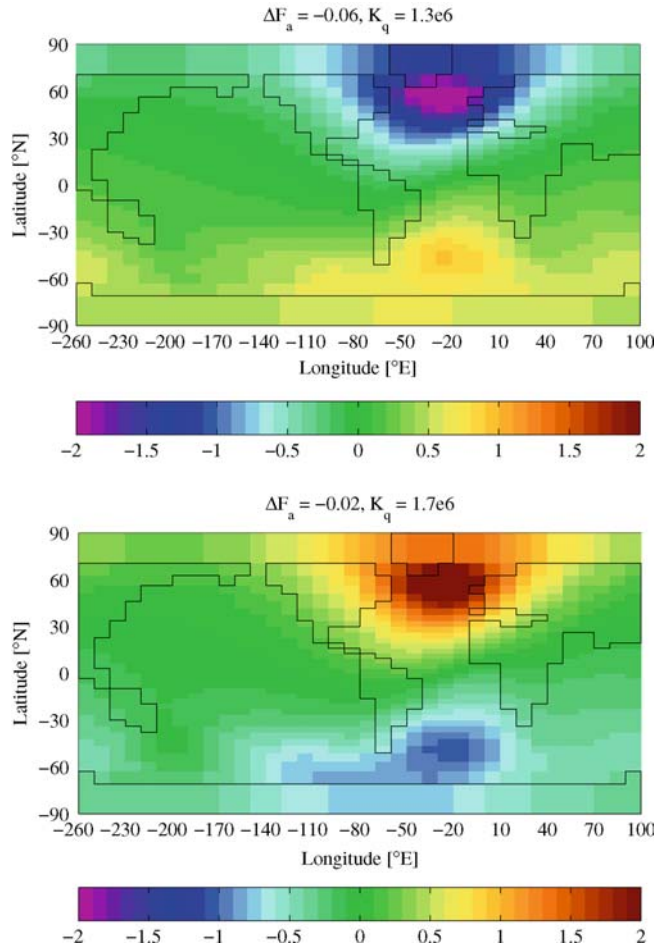 ΔF_a = −0.06, K_q = 1.3e6
90
60
30
0
−30
−60
−90
Latitude [°N]
−260 −230 −200 −170 −140 −110 −80 −50 −20 10 40 70 100
Longitude [°E]
−2 −1.5 −1 −0.5 0 0.5 1 1.5 2
ΔF_a = −0.02, K_q = 1.7e6
90
60
30
0
−30
−60
−90
Latitude [°N]
−260 −230 −200 −170 −140 −110 −80 −50 −20 10 40 70 100
Longitude [°E]
−2 −1.5 −1 −0.5 0 0.5 1 1.5 2